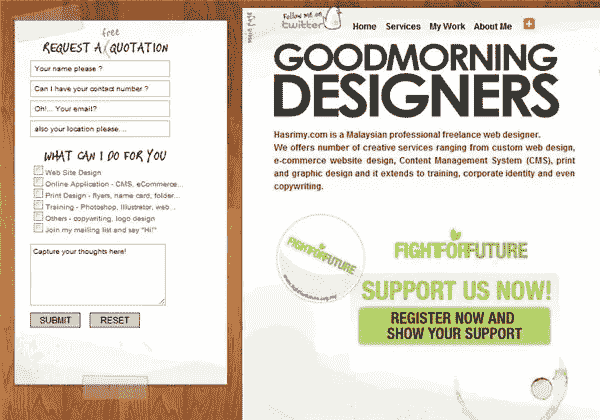 free
REQUEST A QUOTATION
Your name please ?
Can I have your contact number ?
Oh!... Your email?
also your location please....
WHAT CAN I DO FOR YOU
Web Site Design
Online Application - CMS, eCommerce...
Print Design - flyers, name card, folder...
Training - Photoshop, Illustrator, web...
Others - copywriting, logo design
Join my mailing list and say "Hi!"
Capture your thoughts here!
SUBMIT
RESET
Follow me on
twitter
Home
Services
My Work
About Me
GOODMORNING
DESIGNERS
Hasrimy.com is a Malaysian professional freelance web designer.
We offers number of creative services ranging from custom web design,
e-commerce website design, Content Management System (CMS), print
and graphic design and it extends to training, corporate identity and even
copywriting.
FIGHTFORFUTURE
FIGHTFORFUTURE
SUPPORT US NOW!
REGISTER NOW AND
SHOW YOUR SUPPORT